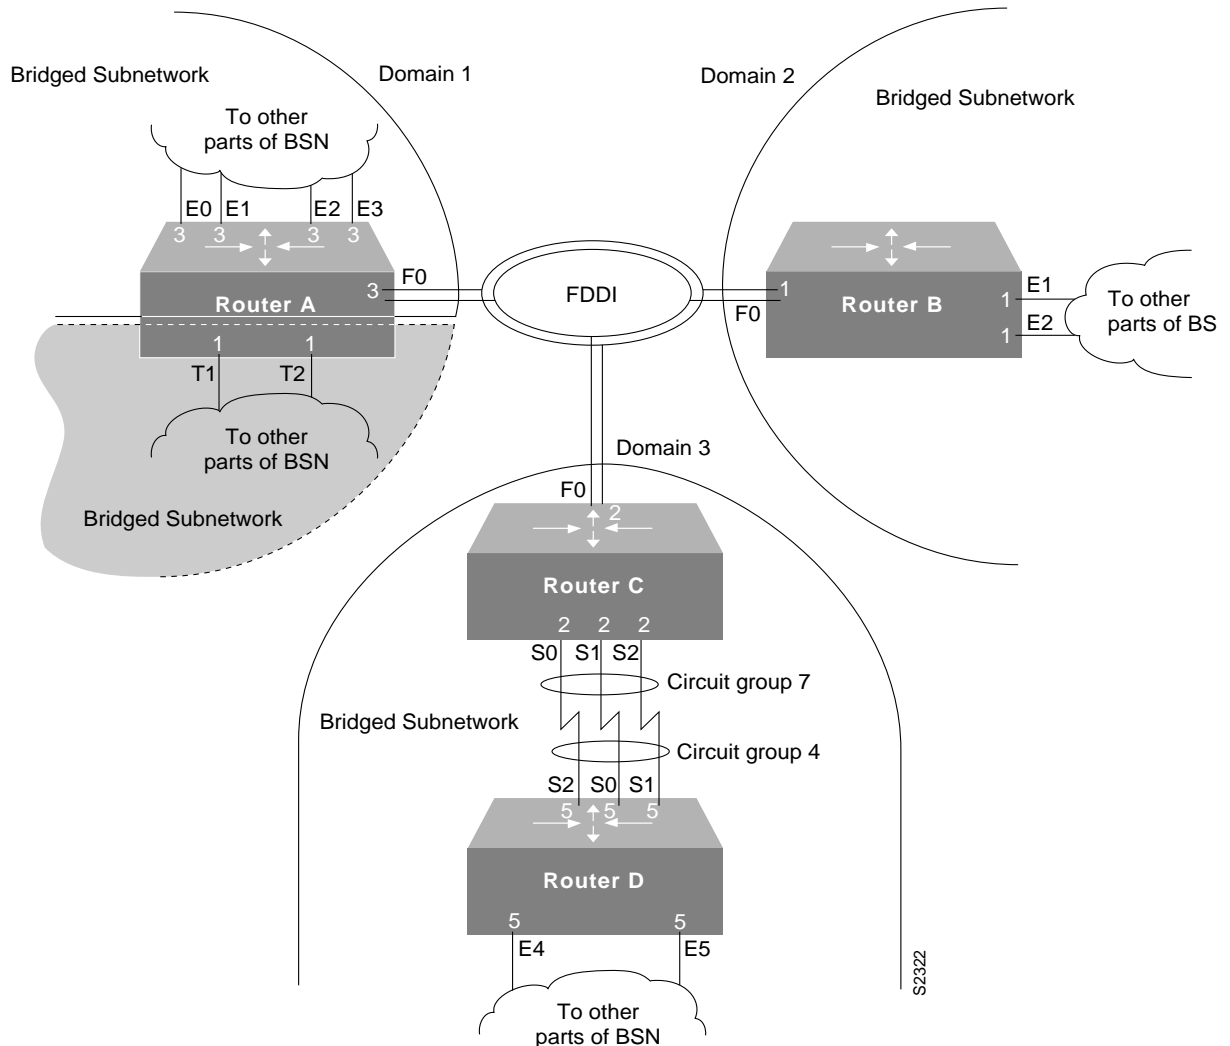 Domain 1
Domain 2
Bridged Subnetwork
Bridged Subnetwork
To other
parts of BSN
E0 E1 E2 E3
3 3 3 3
F0
3
Router A
1 1
T1 T2
To other
parts of BSN
Bridged Subnetwork
FDDI
1
F0
Router B
E1
1
E2
1
To other
parts of BS
Domain 3
F0
2
Router C
2 2 2
S0 S1 S2
Circuit group 7
Bridged Subnetwork
Circuit group 4
S2 S0 S1
5 5 5
Router D
5 5
E4 E5
To other
parts of BSN
S2322